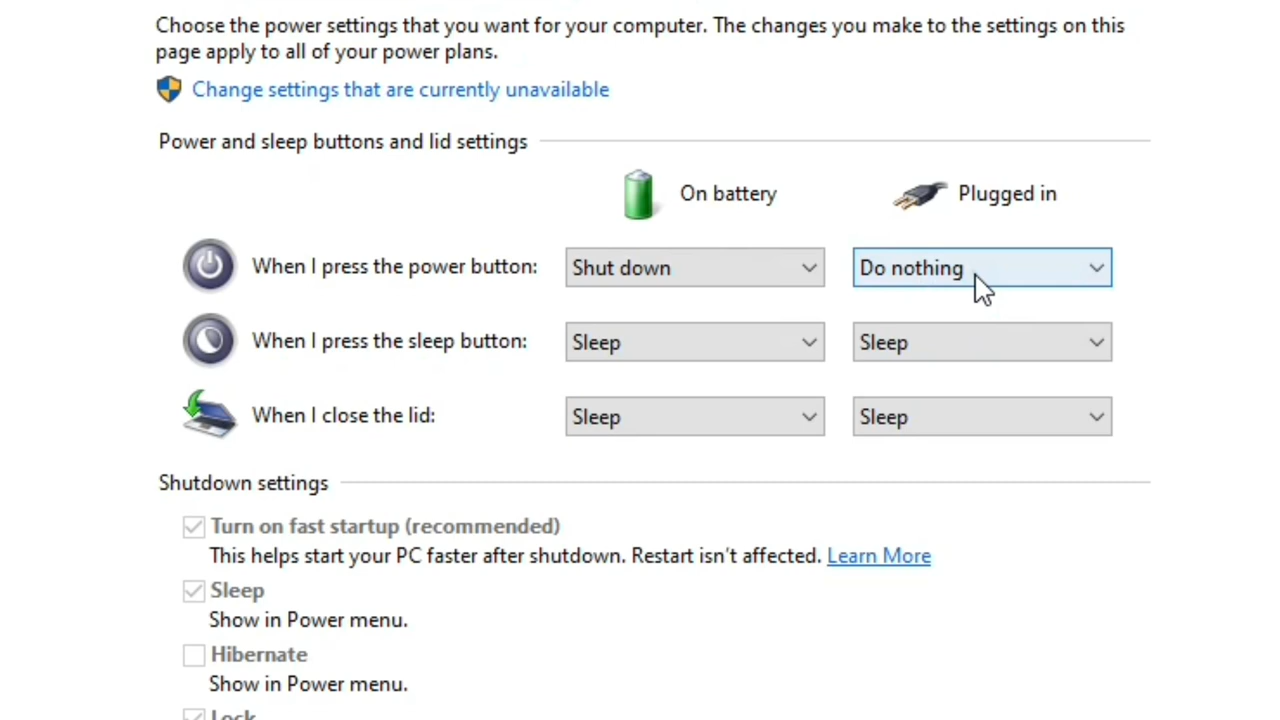 Choose the power settings that you want for your computer. The changes you make to the settings on this
page apply to all of your power plans.
Change settings that are currently unavailable
Power and sleep buttons and lid settings
On battery
Plugged in
When I press the power button:
Shut down
Do nothing
When I press the sleep button:
Sleep
Sleep
When I close the lid:
Sleep
Sleep
Shutdown settings
Turn on fast startup (recommended)
This helps start your PC faster after shutdown. Restart isn't affected. Learn More
Sleep
Show in Power menu.
Hibernate
Show in Power menu.
Lock